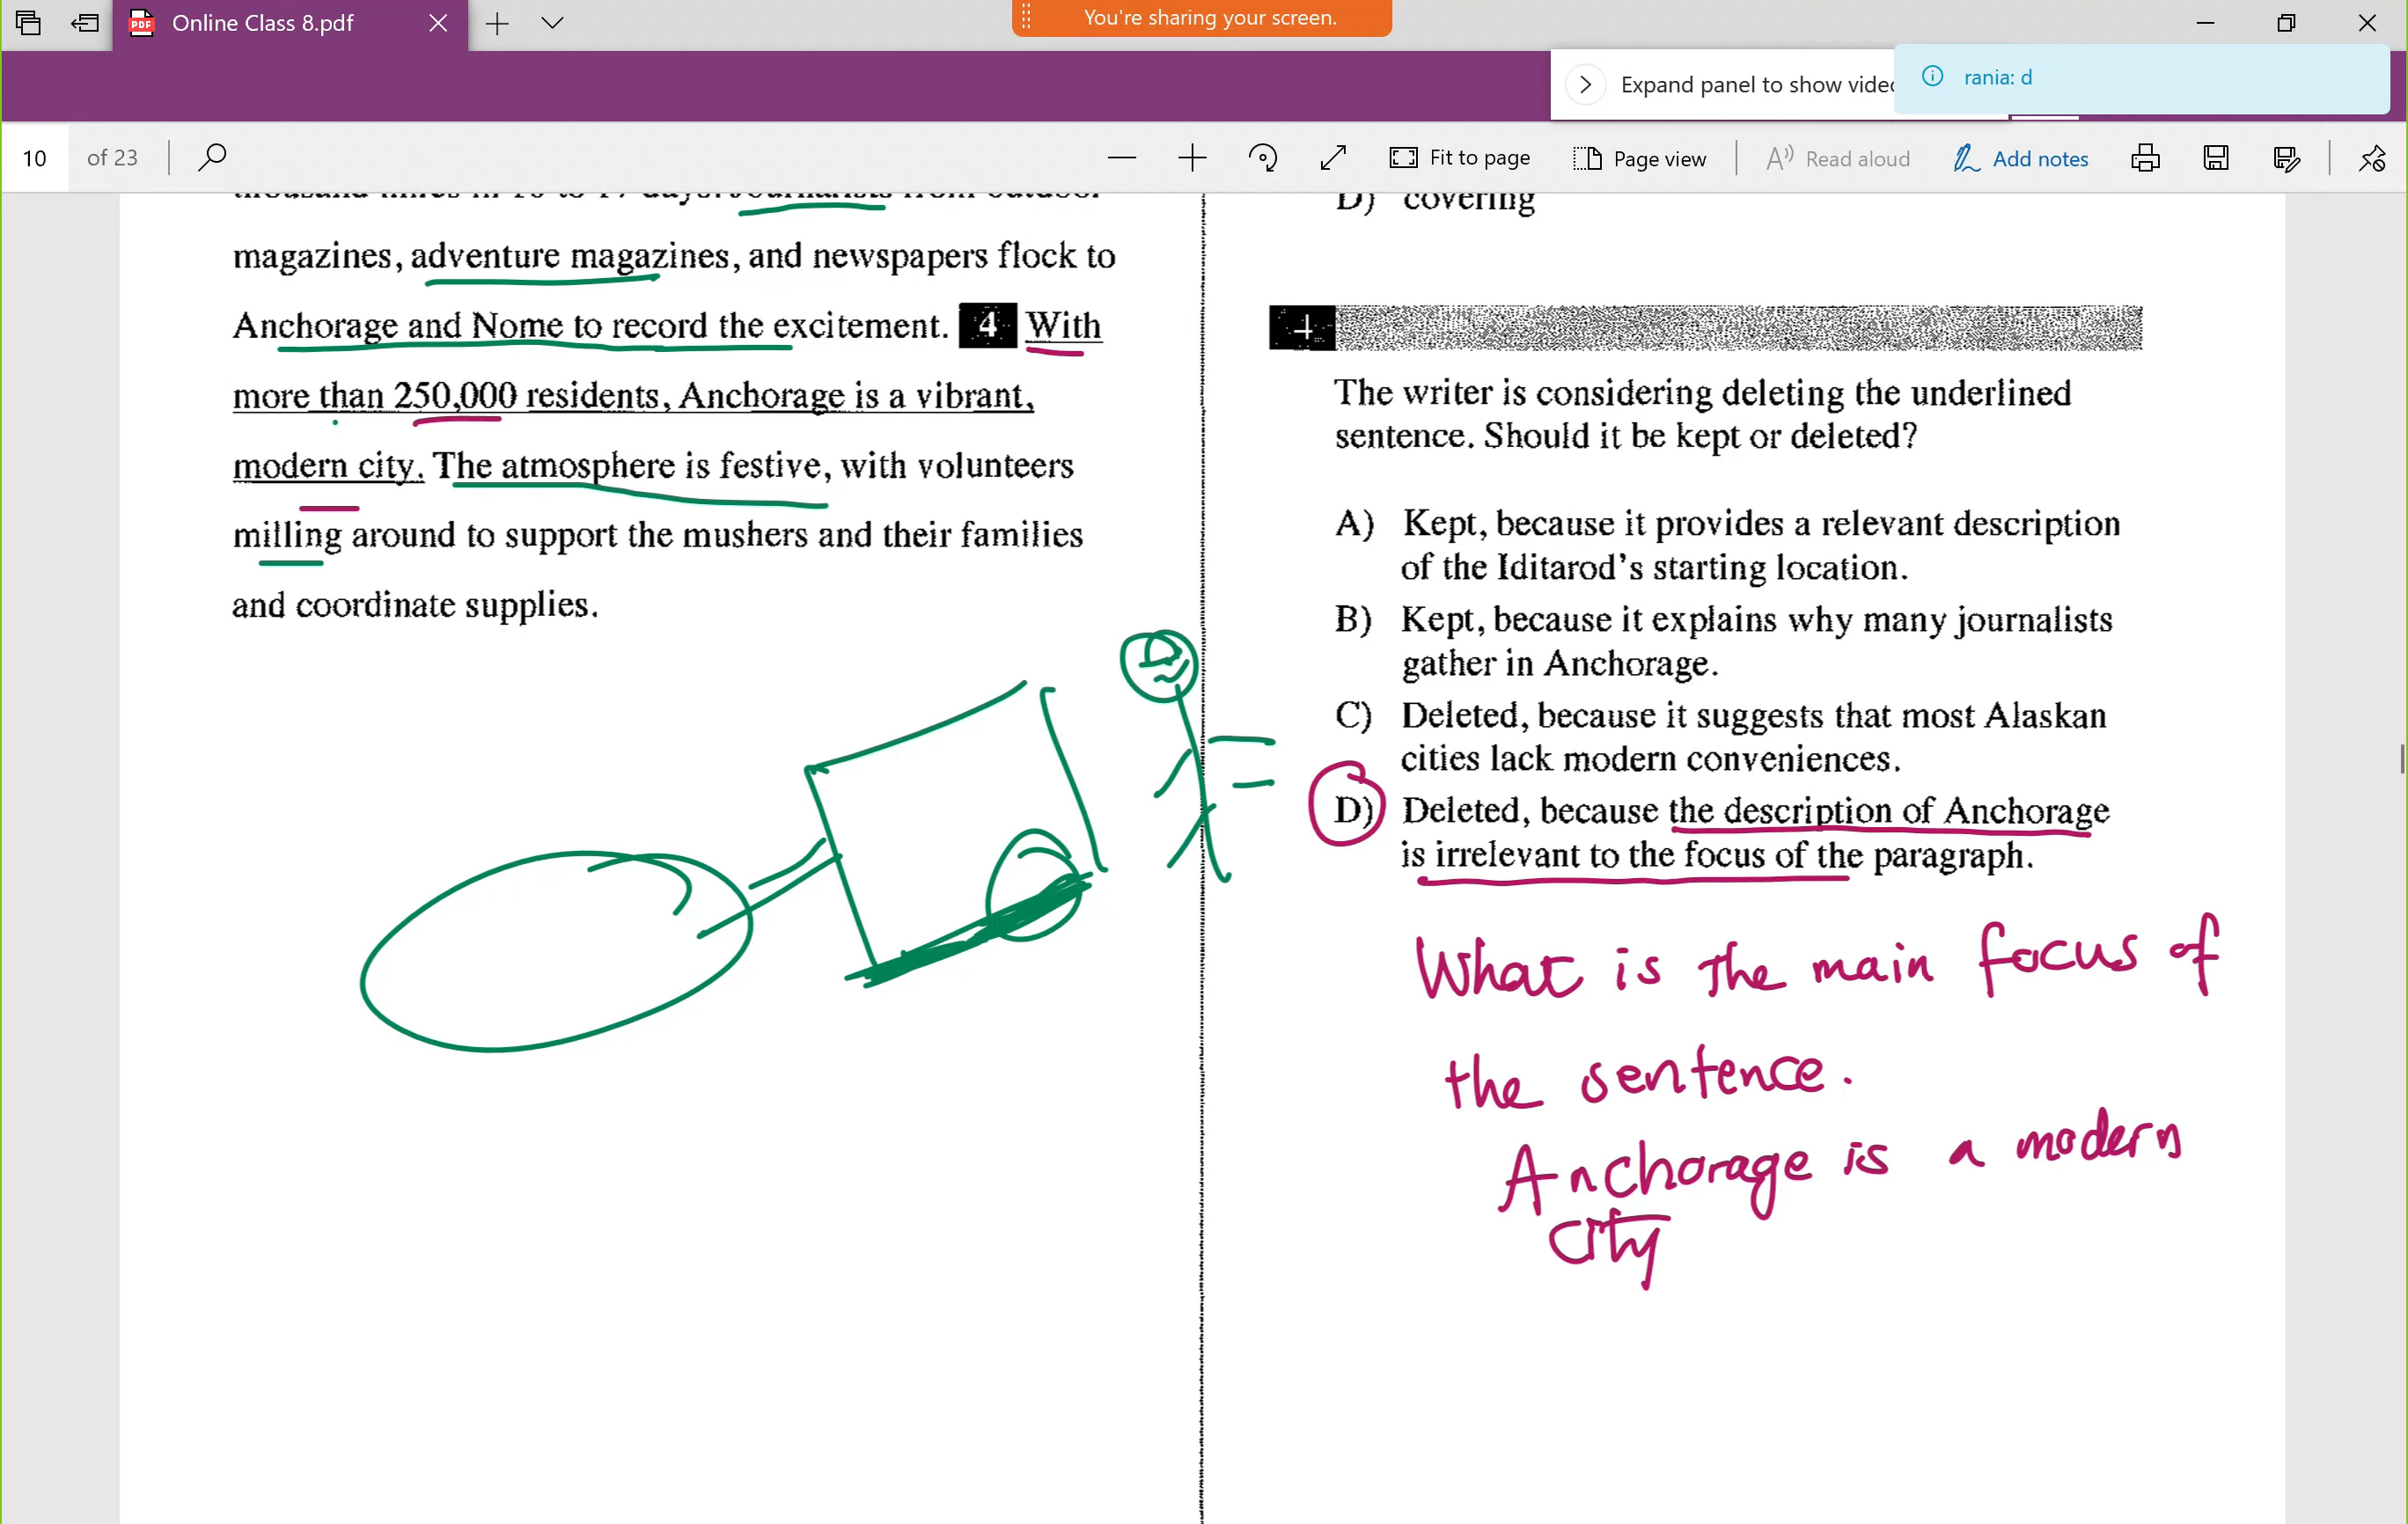 Online Class 8.pdf
You're sharing your screen.
Expand panel to show
rania: d
10 of 23
Fit to page
Page view
Read aloud
Add notes
magazines, adventure magazines, and newspapers flock to
Anchorage and Nome to record the excitement. 4 With
more than 250,000 residents, Anchorage is a vibrant,
modern city. The atmosphere is festive, with volunteers
milling around to support the mushers and their families
and coordinate supplies.
D) covering
4
The writer is considering deleting the underlined
sentence. Should it be kept or deleted?
A) Kept, because it provides a relevant description
of the Iditarod's starting location.
B) Kept, because it explains why many journalists
gather in Anchorage.
C) Deleted, because it suggests that most Alaskan
cities lack modern conveniences.
D) Deleted, because the description of Anchorage
is irrelevant to the focus of the paragraph.
What is the main focus of
the sentence.
Anchorage is a modern
city